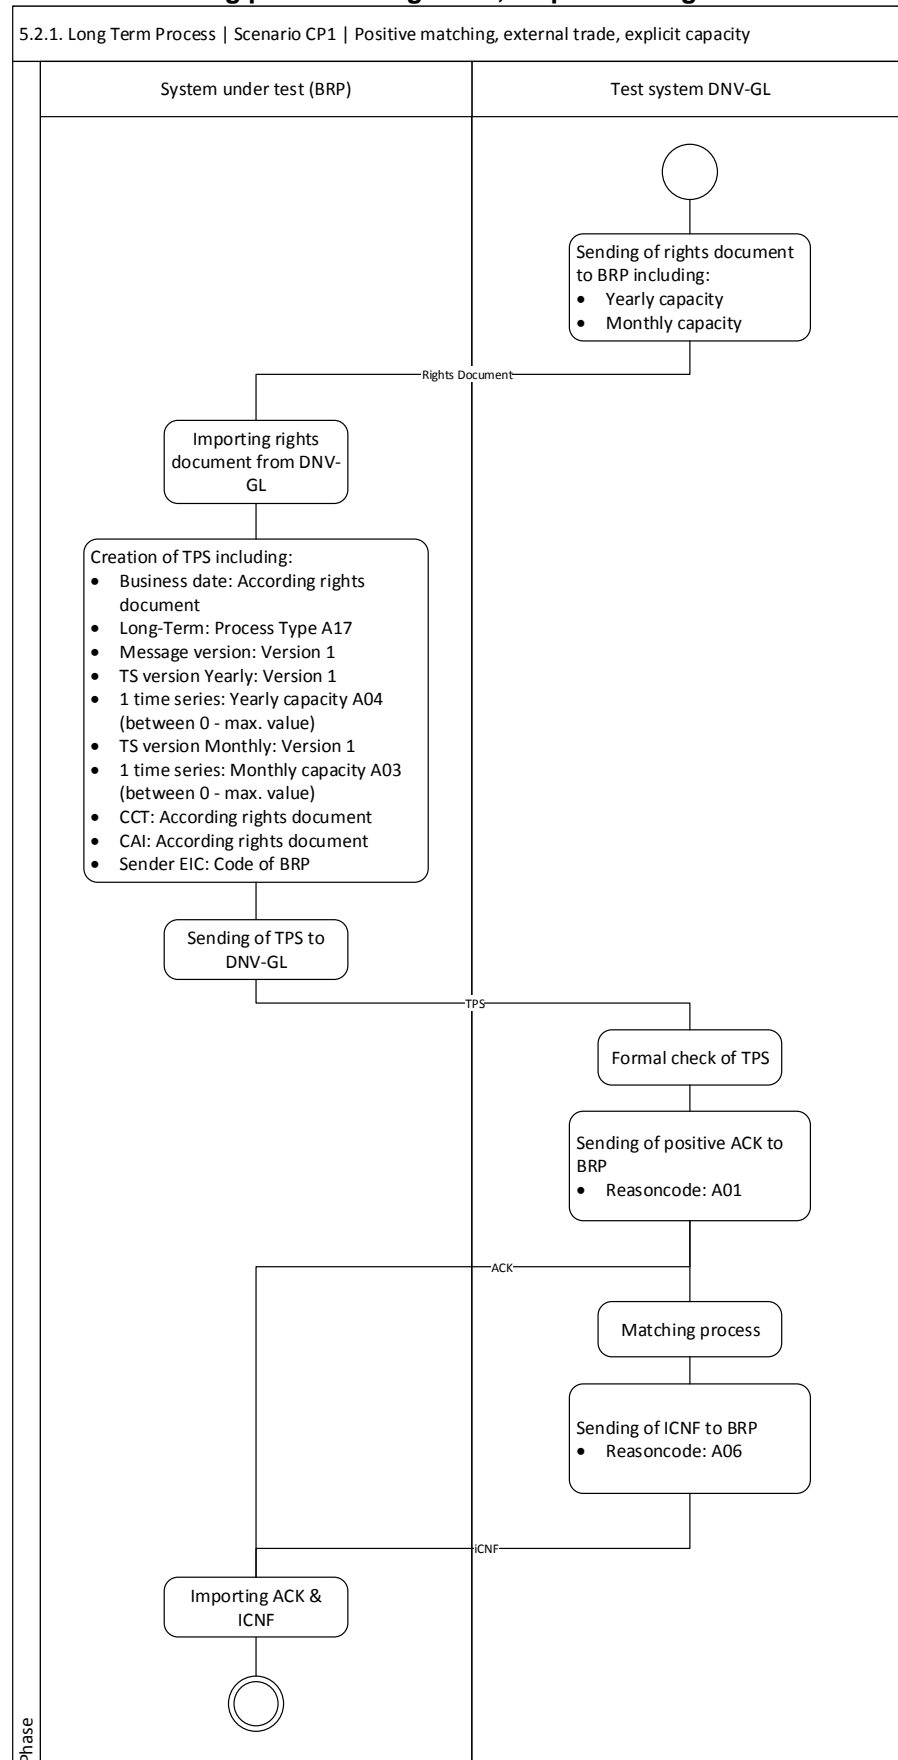 5.2.1. Long Term Process | Scenario CP1 | Positive matching, external trade, explicit capacity
System under test (BRP)
Test system DNV-GL
Sending of rights document
to BRP including:
• Yearly capacity
• Monthly capacity
Rights Document
Importing rights
document from DNV-
GL
Creation of TPS including:
• Business date: According rights
document
• Long-Term: Process Type A17
• Message version: Version 1
• TS version Yearly: Version 1
• 1 time series: Yearly capacity A04
(between 0 - max. value)
• TS version Monthly: Version 1
• 1 time series: Monthly capacity A03
(between 0 - max. value)
• CCT: According rights document
• CAI: According rights document
• Sender EIC: Code of BRP
Sending of TPS to
DNV-GL
TPS
Formal check of TPS
Sending of positive ACK to
BRP
• Reasoncode: A01
ACK
Matching process
Sending of ICNF to BRP
• Reasoncode: A06
iCNF
Importing ACK &
ICNF
Phase